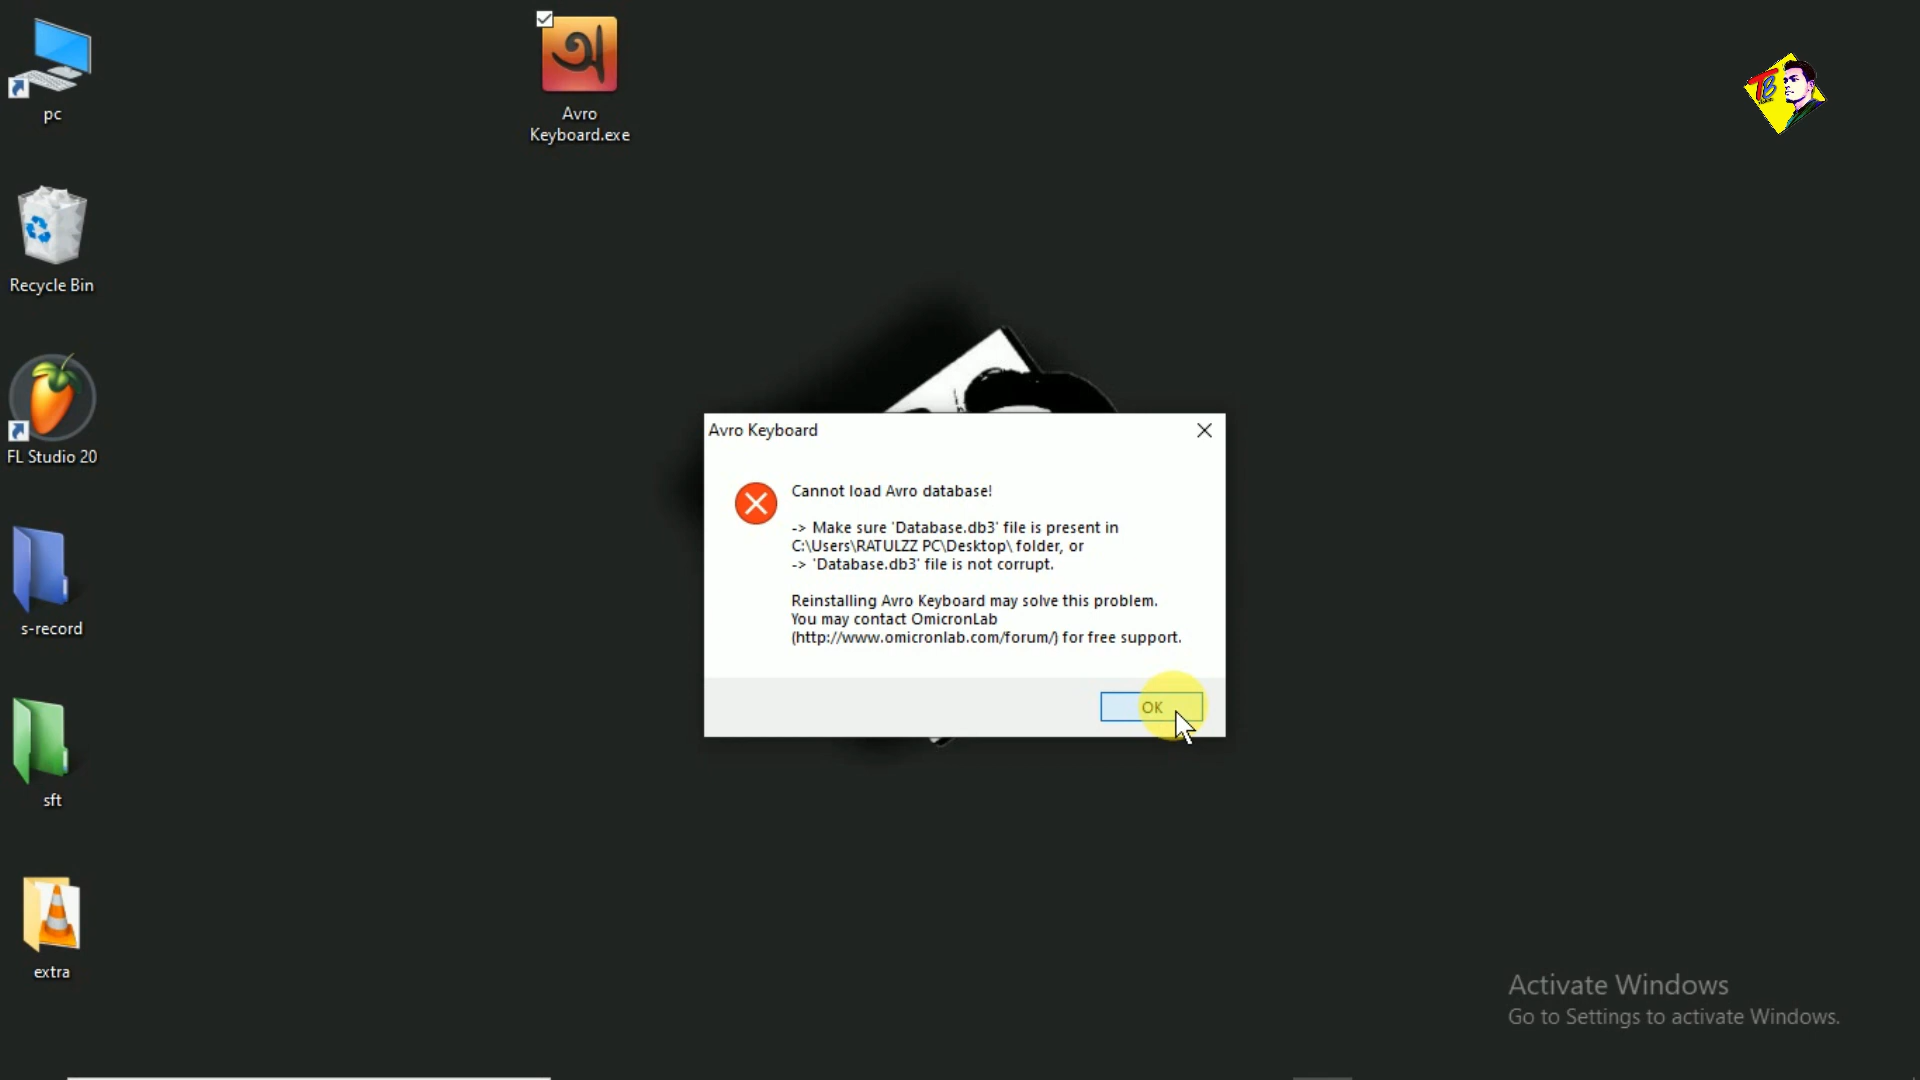 pc
Avro
Keyboard.exe
অ
TB
Recycle Bin
FL Studio 20
s-record
sft
extra
Avro Keyboard
Cannot load Avro database!
-> Make sure 'Database.db3' file is present in
C:\Users\RATULZZ PC\Desktop\ folder, or
-> 'Database.db3' file is not corrupt.
Reinstalling Avro Keyboard may solve this problem.
You may contact OmicronLab
(http://www.omicronlab.com/forum/) for free support.
OK
Activate Windows
Go to Settings to activate Windows.